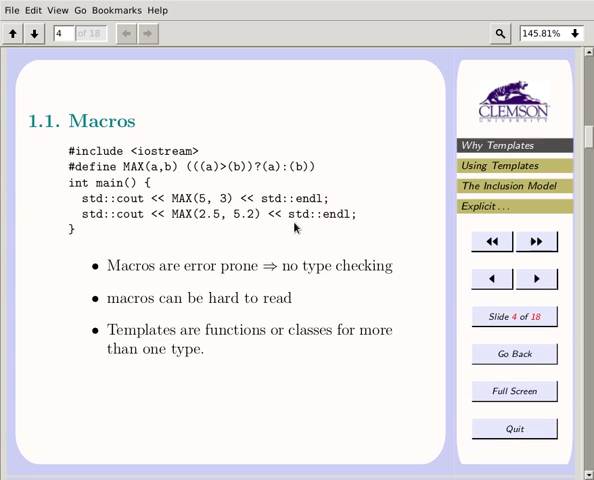 File Edit View Go Bookmarks Help
4 of 18
145.81%
1.1. Macros
#include <iostream>
#define MAX(a,b) (((a)>(b))?(a):(b))
int main() {
std::cout << MAX(5, 3) << std::endl;
std::cout << MAX(2.5, 5.2) << std::endl;
}
• Macros are error prone ⇒ no type checking
• macros can be hard to read
• Templates are functions or classes for more
than one type.
CLEMSON
UNIVERSITY
Why Templates
Using Templates
The Inclusion Model
Explicit . . .
Slide 4 of 18
Go Back
Full Screen
Quit